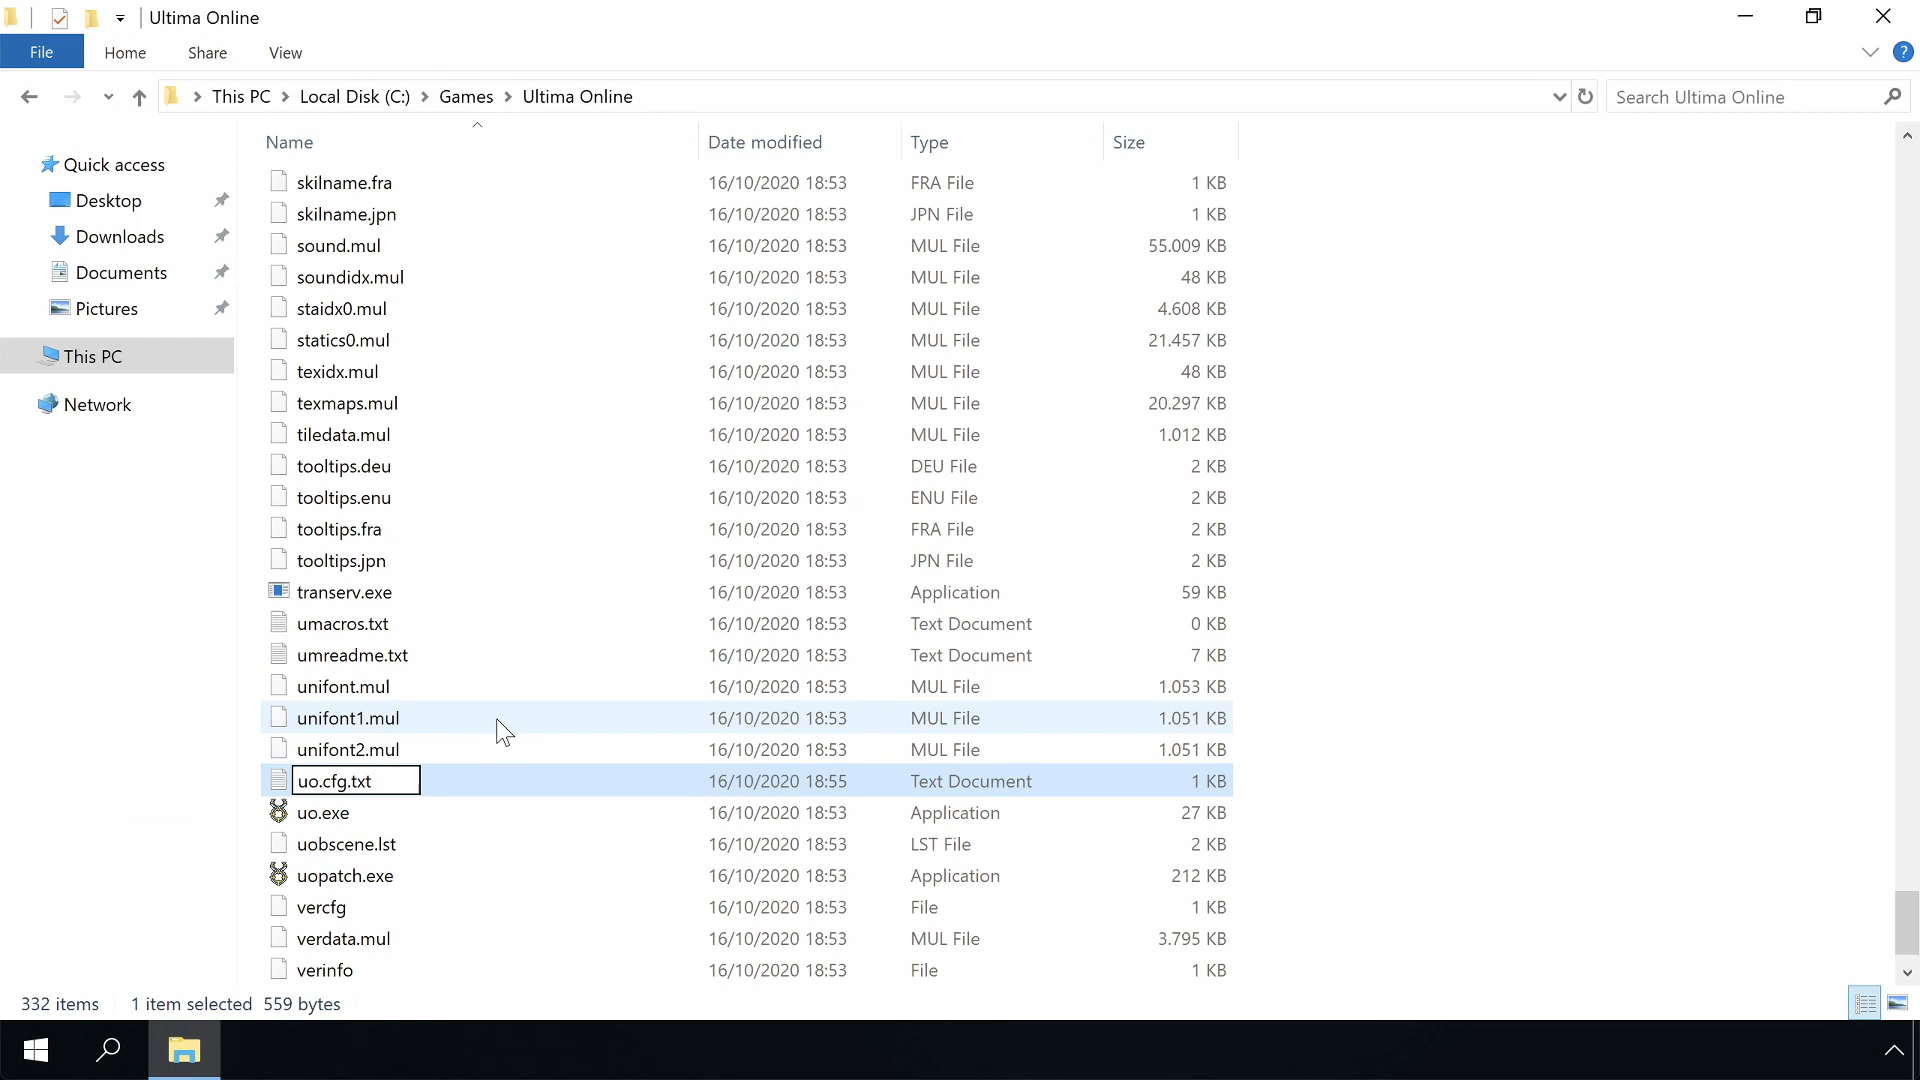 Ultima Online
File Home Share View
This PC Local Disk (C:) Games Ultima Online Search Ultima Online
Name Date modified Type Size
Quick access
Desktop
Downloads
Documents
Pictures
This PC
Network
skilname.fra 16/10/2020 18:53 FRA File 1 KB
skilname.jpn 16/10/2020 18:53 JPN File 1 KB
sound.mul 16/10/2020 18:53 MUL File 55.009 KB
soundidx.mul 16/10/2020 18:53 MUL File 48 KB
staidx0.mul 16/10/2020 18:53 MUL File 4.608 KB
statics0.mul 16/10/2020 18:53 MUL File 21.457 KB
texidx.mul 16/10/2020 18:53 MUL File 48 KB
texmaps.mul 16/10/2020 18:53 MUL File 20.297 KB
tiledata.mul 16/10/2020 18:53 MUL File 1.012 KB
tooltips.deu 16/10/2020 18:53 DEU File 2 KB
tooltips.enu 16/10/2020 18:53 ENU File 2 KB
tooltips.fra 16/10/2020 18:53 FRA File 2 KB
tooltips.jpn 16/10/2020 18:53 JPN File 2 KB
transerv.exe 16/10/2020 18:53 Application 59 KB
umacros.txt 16/10/2020 18:53 Text Document 0 KB
umreadme.txt 16/10/2020 18:53 Text Document 7 KB
unifont.mul 16/10/2020 18:53 MUL File 1.053 KB
unifont1.mul 16/10/2020 18:53 MUL File 1.051 KB
unifont2.mul 16/10/2020 18:53 MUL File 1.051 KB
uo.cfg.txt 16/10/2020 18:55 Text Document 1 KB
uo.exe 16/10/2020 18:53 Application 27 KB
uobscene.lst 16/10/2020 18:53 LST File 2 KB
uopatch.exe 16/10/2020 18:53 Application 212 KB
vercfg 16/10/2020 18:53 File 1 KB
verdata.mul 16/10/2020 18:53 MUL File 3.795 KB
verinfo 16/10/2020 18:53 File 1 KB
332 items 1 item selected 559 bytes